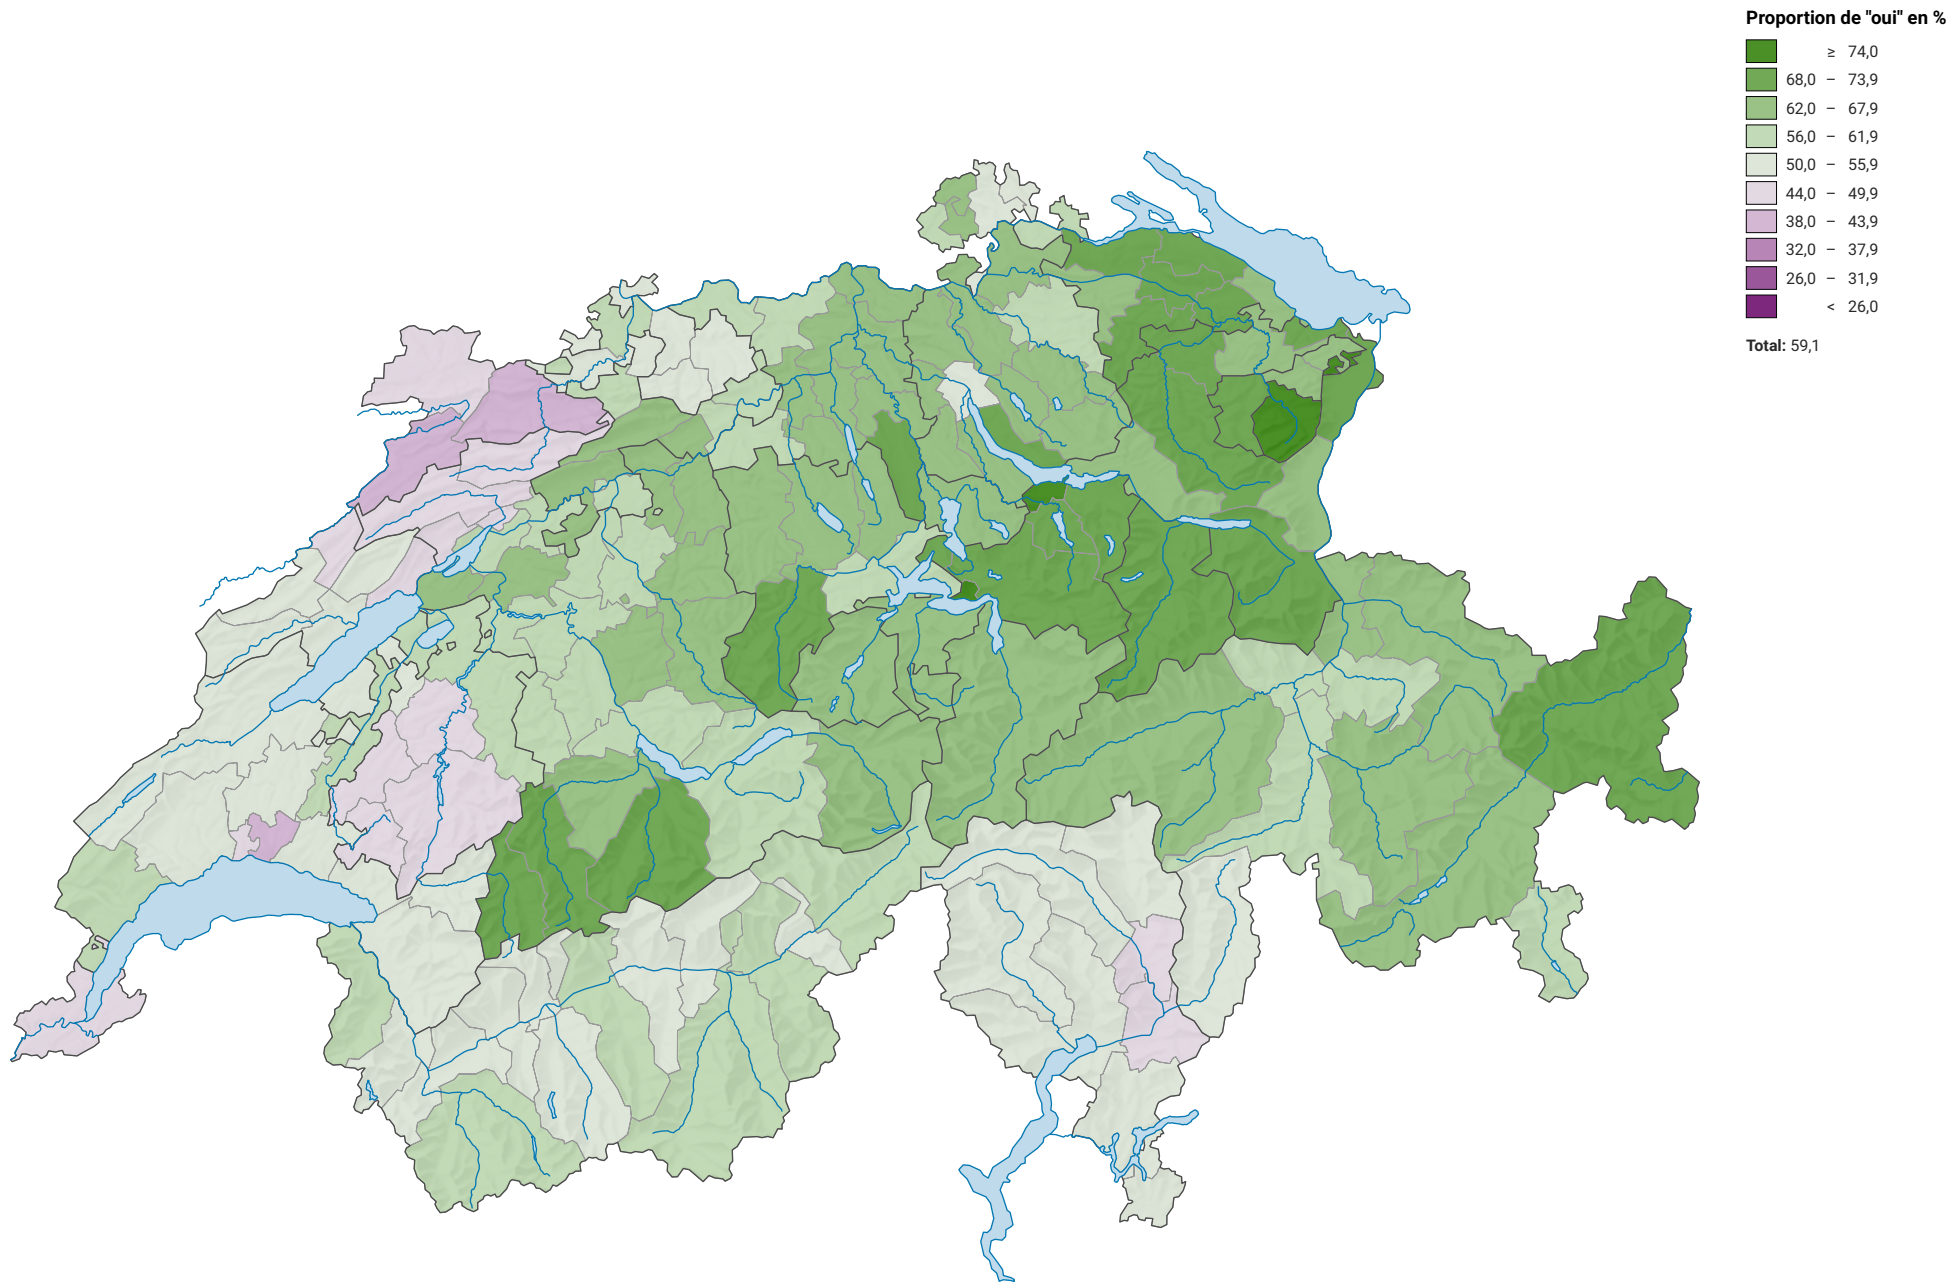 Proportion de "oui" en %
≥ 74,0
68,0 – 73,9
62,0 – 67,9
56,0 – 61,9
50,0 – 55,9
44,0 – 49,9
38,0 – 43,9
32,0 – 37,9
26,0 – 31,9
< 26,0
Total: 59,1